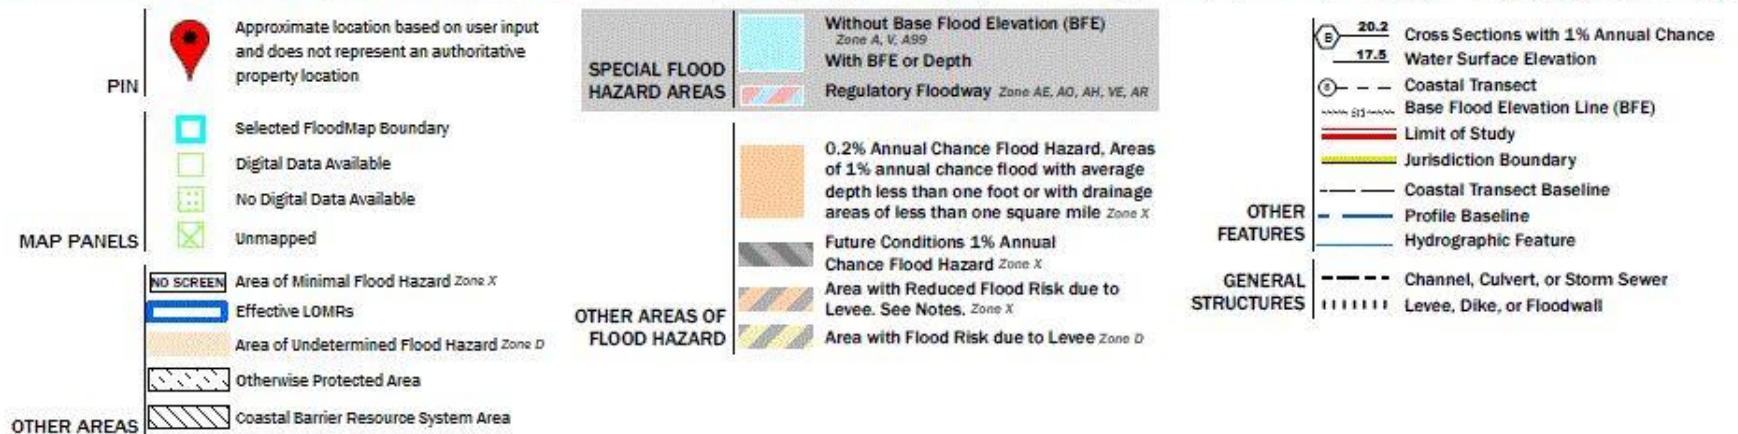 PIN
Approximate location based on user input
and does not represent an authoritative
property location
MAP PANELS
Selected FloodMap Boundary
Digital Data Available
No Digital Data Available
Unmapped
OTHER AREAS
NO SCREEN Area of Minimal Flood Hazard Zone X
Effective LOMRs
Area of Undetermined Flood Hazard Zone D
Otherwise Protected Area
Coastal Barrier Resource System Area
SPECIAL FLOOD
HAZARD AREAS
Without Base Flood Elevation (BFE)
Zone A, V, A99
With BFE or Depth
Regulatory Floodway Zone AE, AO, AH, VE, AR
OTHER AREAS OF
FLOOD HAZARD
0.2% Annual Chance Flood Hazard, Areas
of 1% annual chance flood with average
depth less than one foot or with drainage
areas of less than one square mile Zone X
Future Conditions 1% Annual
Chance Flood Hazard Zone X
Area with Reduced Flood Risk due to
Levee. See Notes. Zone X
Area with Flood Risk due to Levee Zone D
OTHER
FEATURES
B 20.2 Cross Sections with 1% Annual Chance
17.5 Water Surface Elevation
Coastal Transect
Base Flood Elevation Line (BFE)
Limit of Study
Jurisdiction Boundary
Coastal Transect Baseline
Profile Baseline
Hydrographic Feature
GENERAL
STRUCTURES
Channel, Culvert, or Storm Sewer
Levee, Dike, or Floodwall